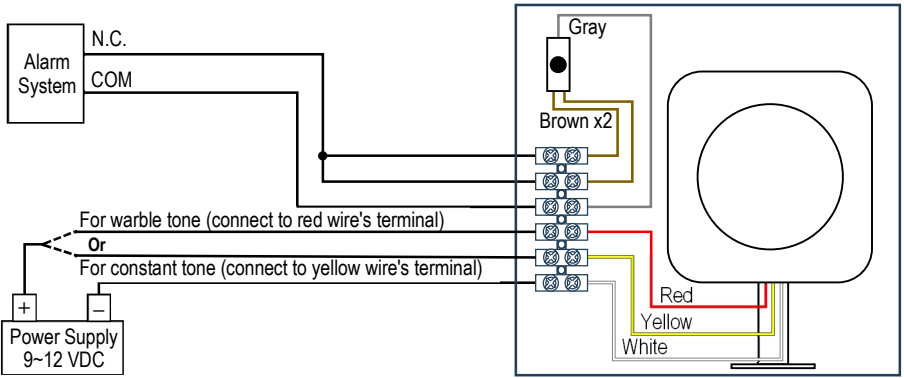 Gray
N.C.
Alarm
System
COM
Brown x2
For warble tone (connect to red wire's terminal)
Or
For constant tone (connect to yellow wire's terminal)
+
–
Power Supply
9~12 VDC
Red
Yellow
White